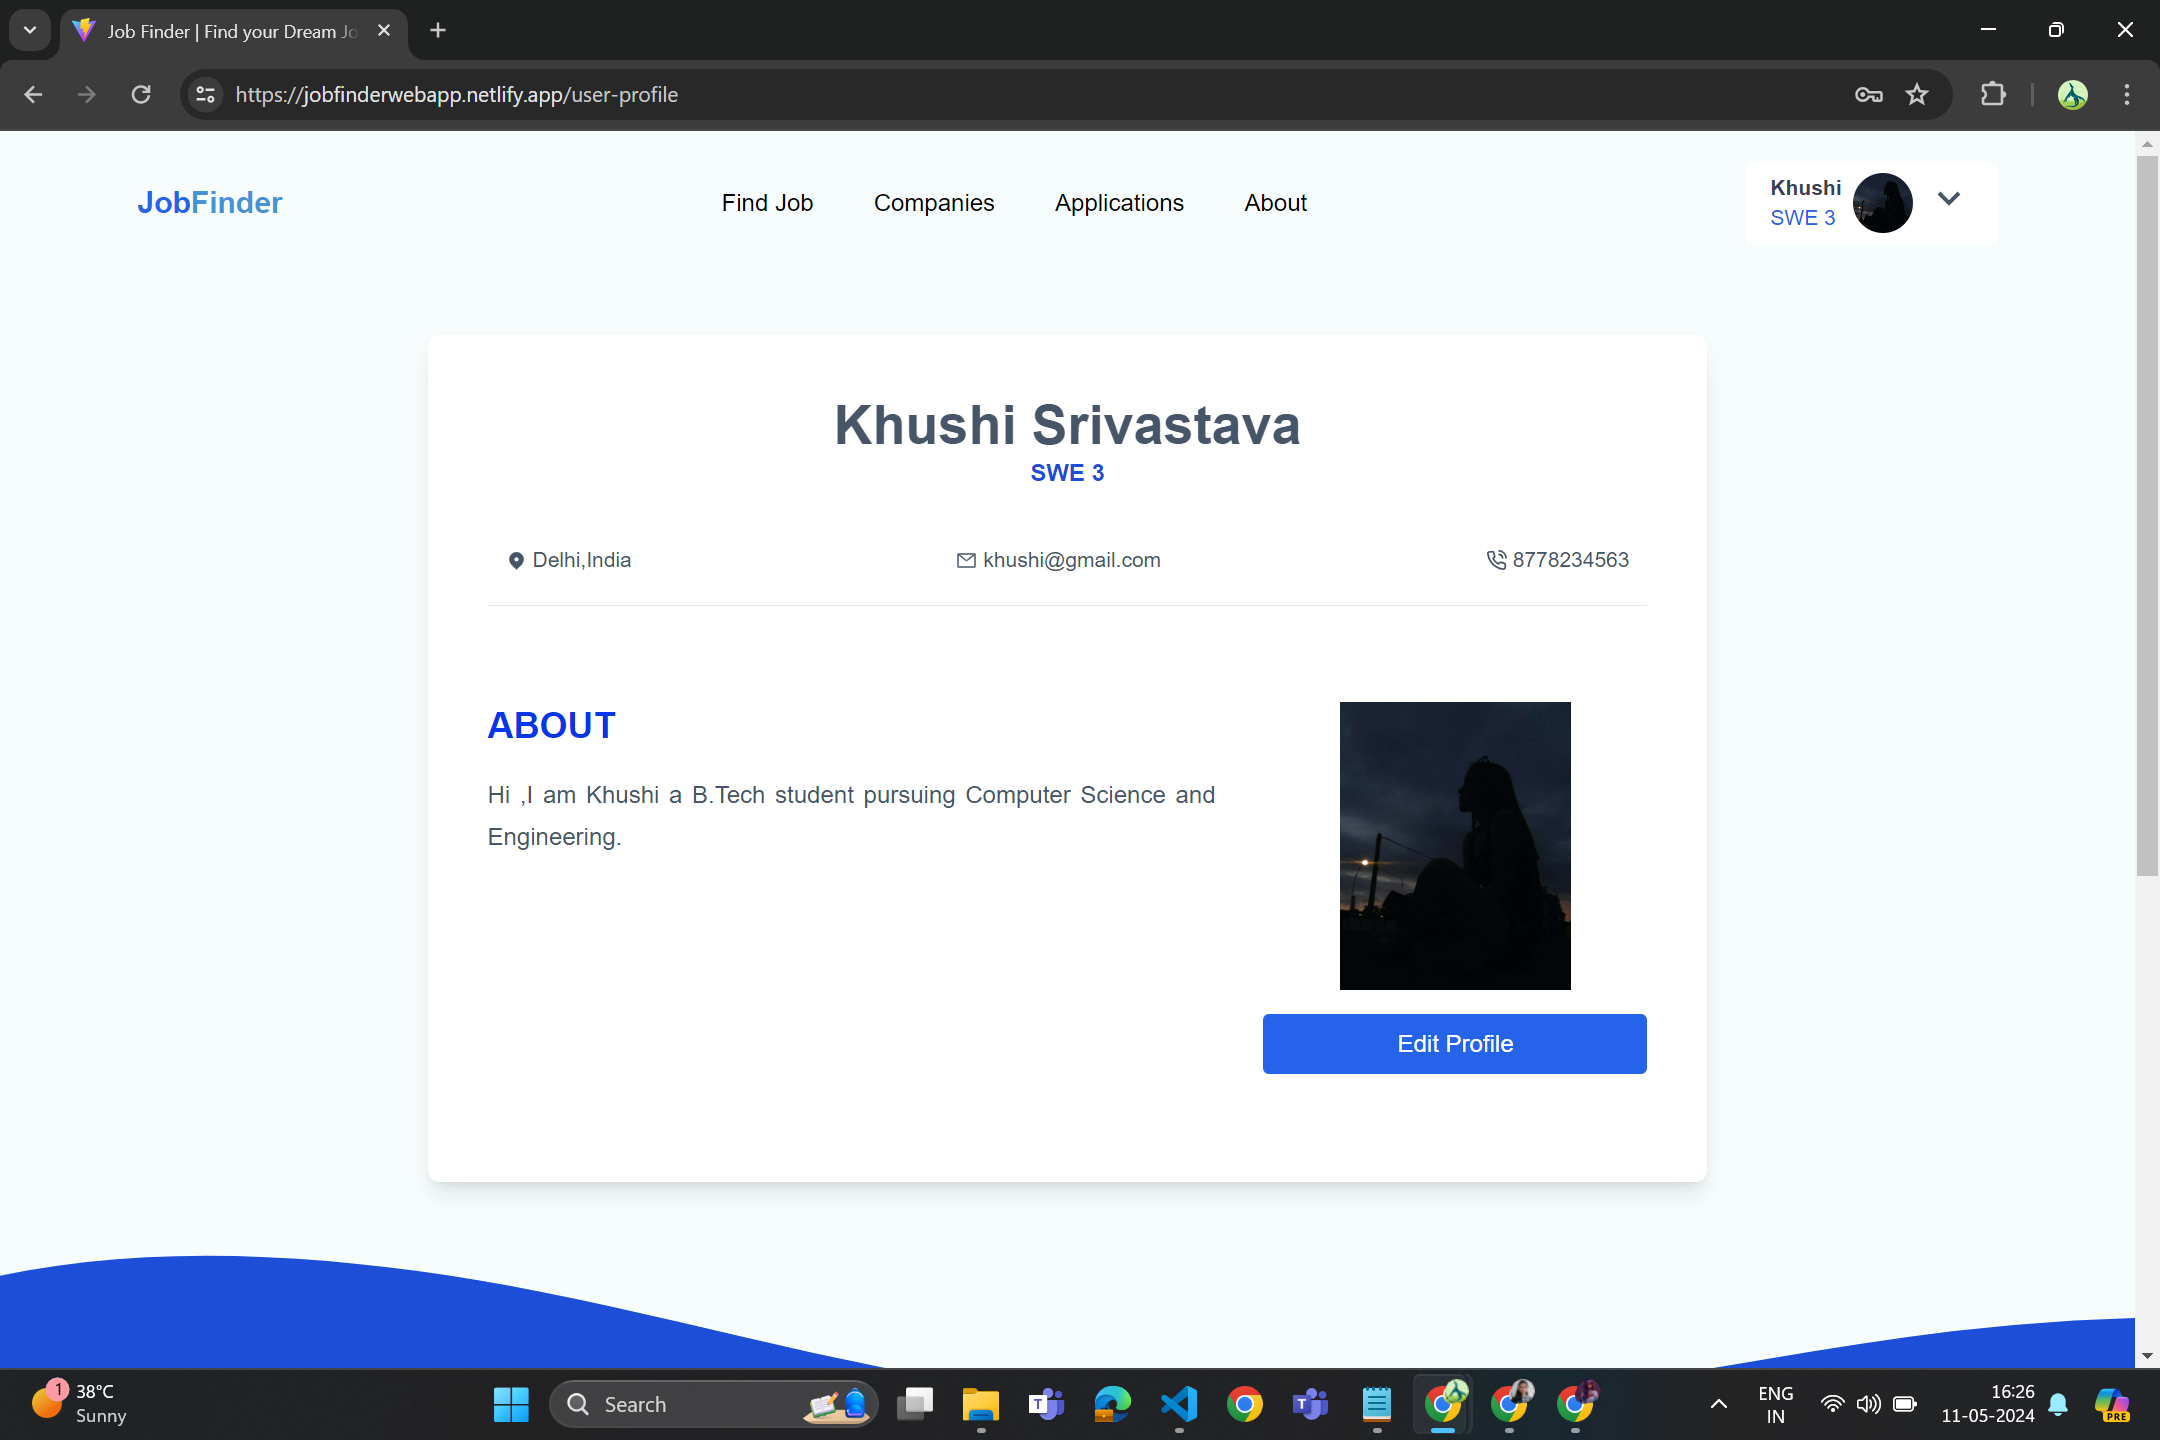 Job Finder | Find your Dream Jo
https://jobfinderwebapp.netlify.app/user-profile
JobFinder
Find Job
Companies
Applications
About
Khushi
SWE 3
Khushi Srivastava
SWE 3
Delhi,India
khushi@gmail.com
8778234563
ABOUT
Hi ,I am Khushi a B.Tech student pursuing Computer Science and
Engineering.
Edit Profile
1
38°C
Sunny
Search
T
T
ENG
IN
16:26
11-05-2024
PRE